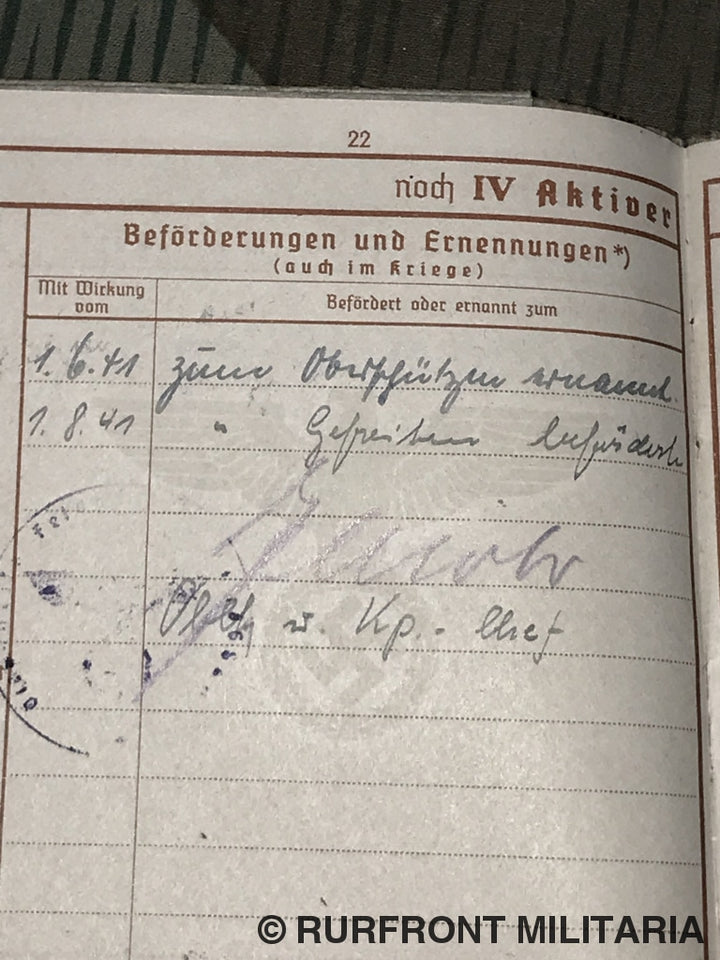 22
noch IV Aktiver
Beförderungen und Ernennungen*)
(auch im Kriege)
Mit Wirkung vom
Befördert oder ernannt zum
1.6.41 zum Oberschützen ernannt.
1.8.41 " Gefreiten befördert
u. Kp.-Chef
© RURFRONT MILITARIA